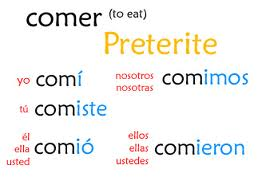 comer (to eat)
Preterite
yo comí
nosotros
nosotras
comimos
tú comiste
él
ella
usted
comió
ellos
ellas
ustedes
comieron